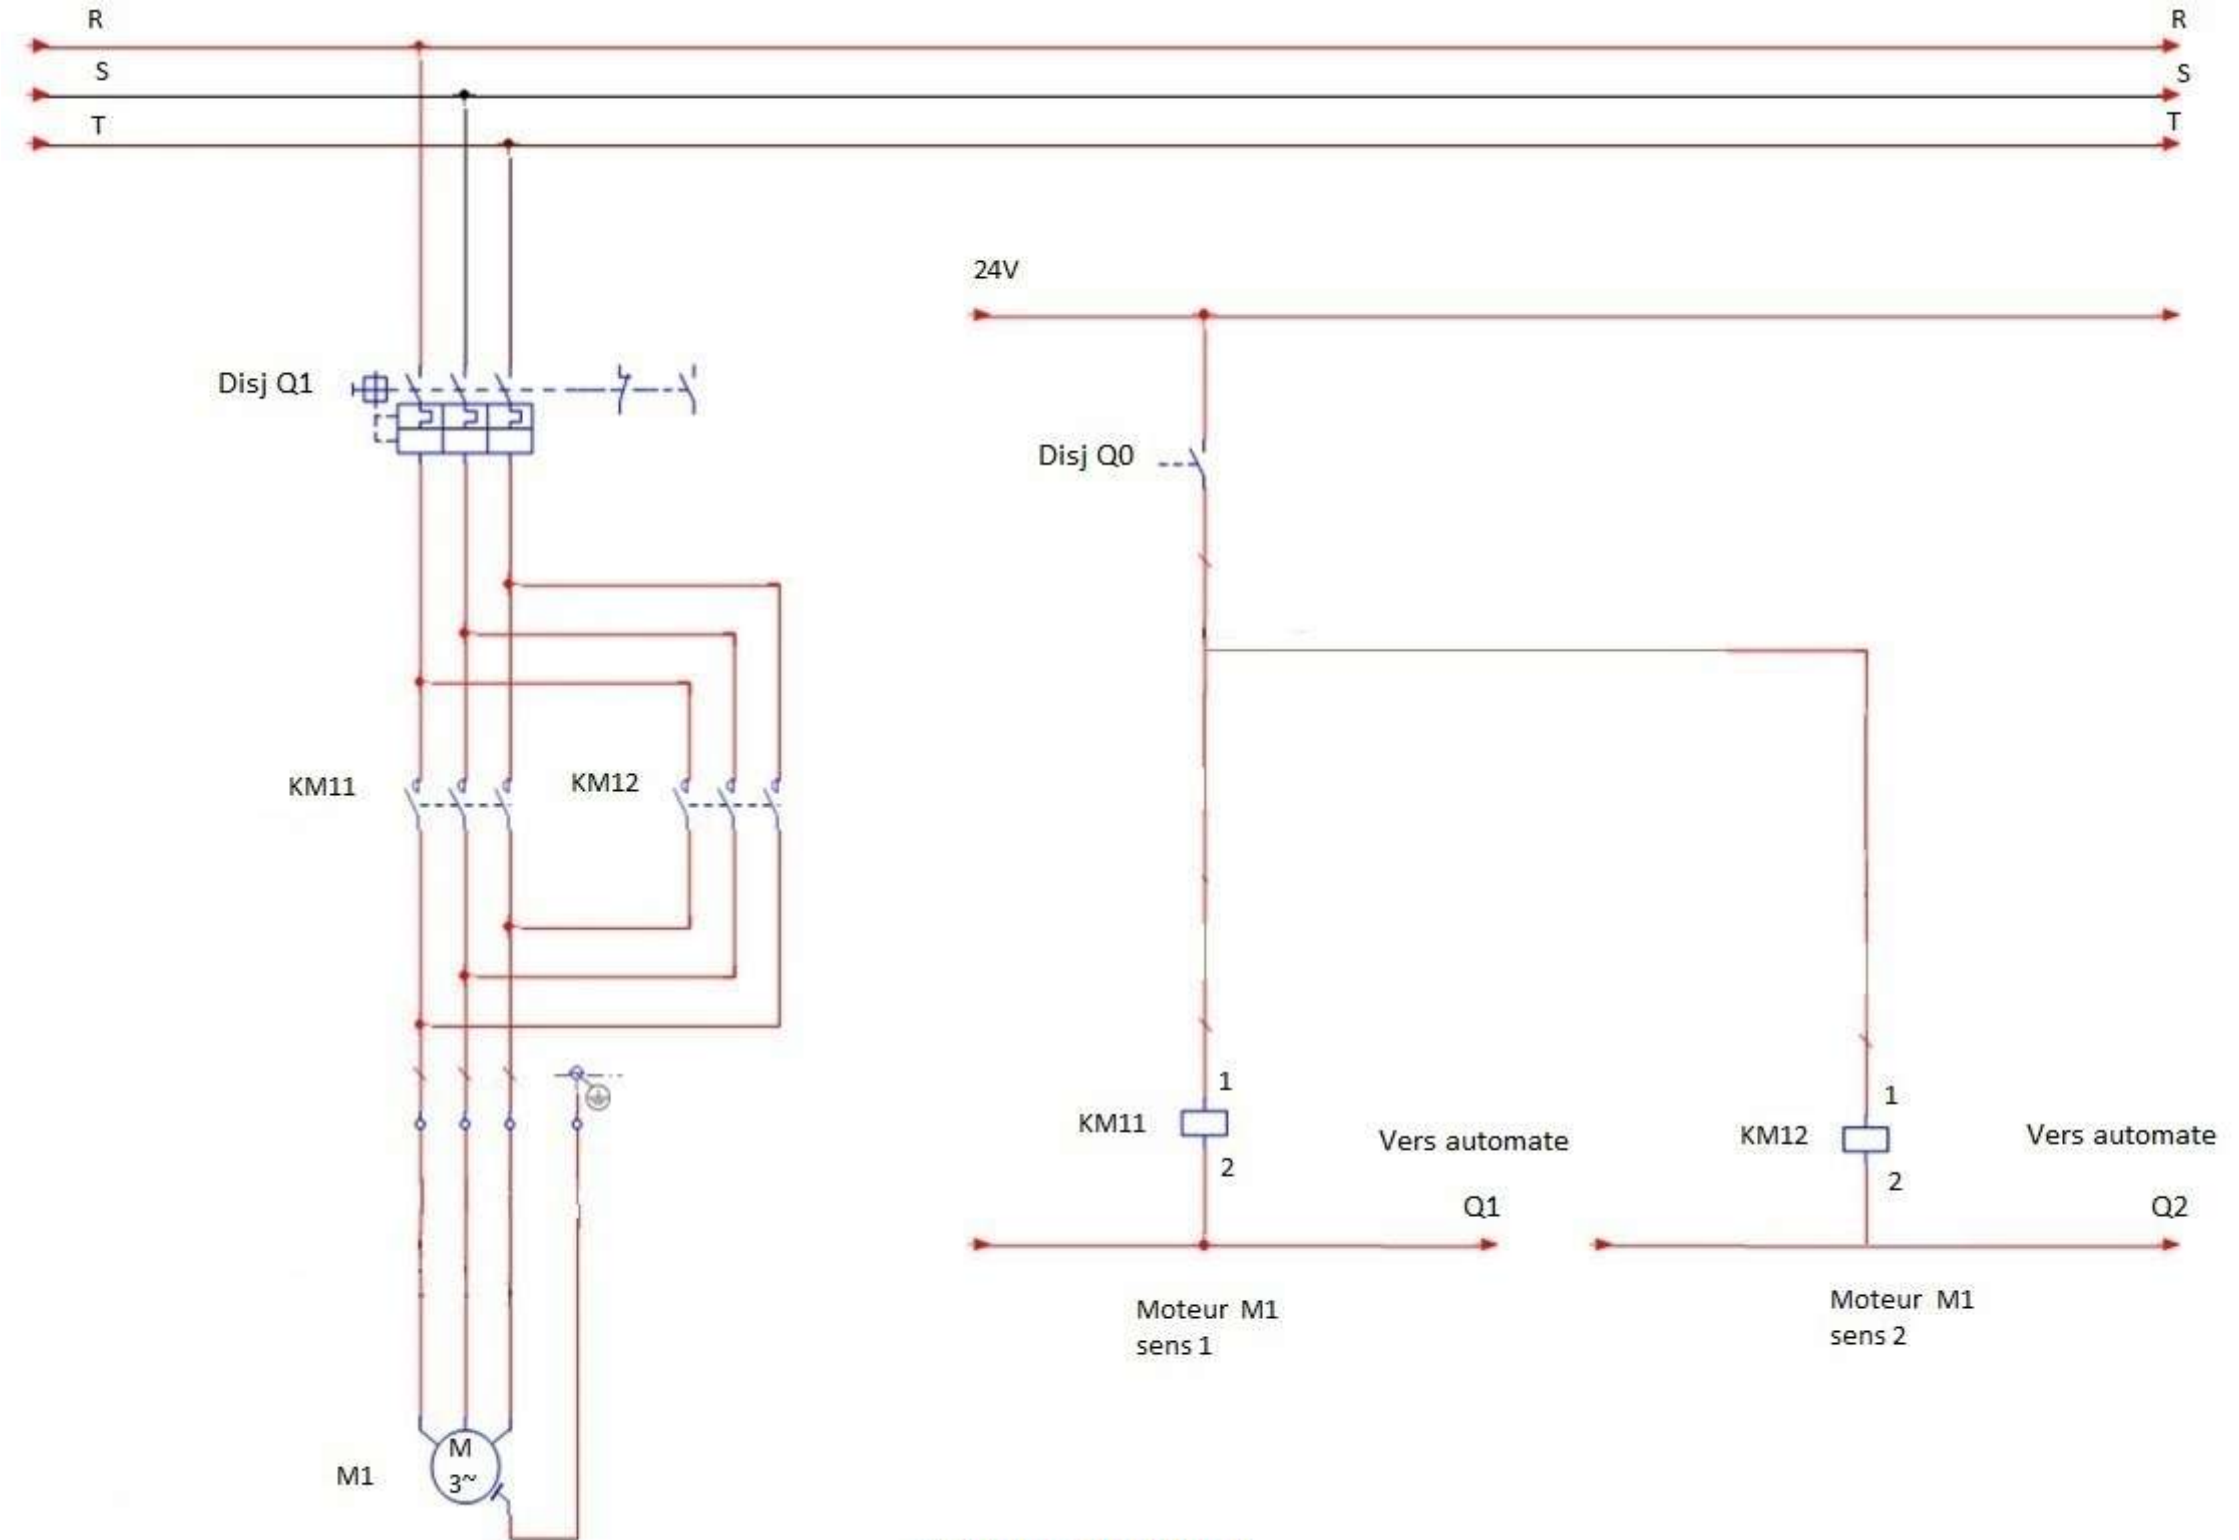 R
R
S
S
T
T
24V
Disj Q1
Disj Q0
KM11
KM12
1
KM11
2
Vers automate
Q1
1
KM12
2
Vers automate
Q2
Moteur M1
sens 1
Moteur M1
sens 2
M
3~
M1